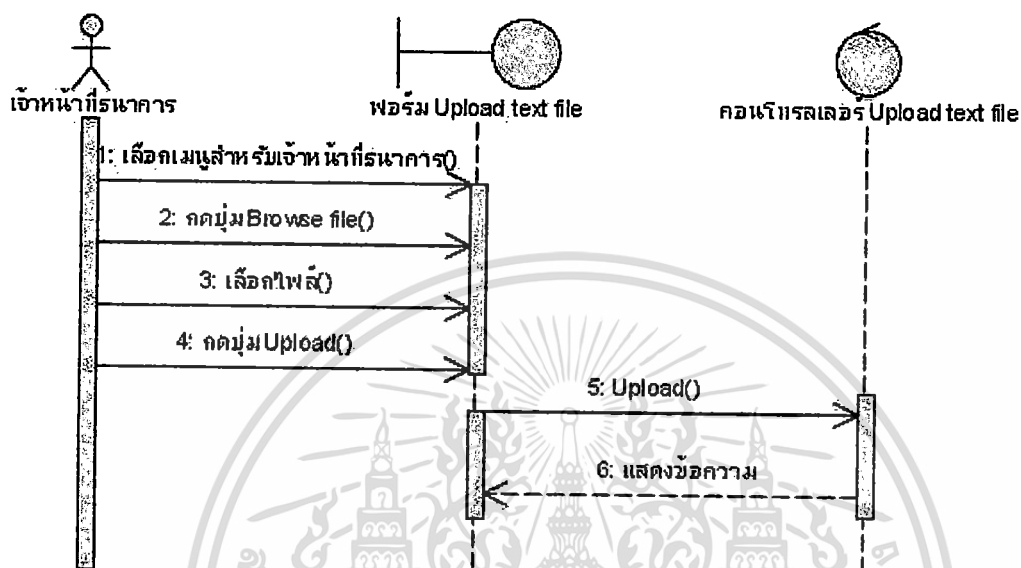 เจ้าหน้าที่ธนาคาร
ฟอร์ม Upload text file
คอนโทรลเลอร์ Upload text file
1: เลือกเมนูสำหรับเจ้าหน้าที่ธนาคาร()
2: กดปุ่ม Browse file()
3: เลือกไฟล์()
4: กดปุ่ม Upload()
5: Upload()
6: แสดงข้อความ